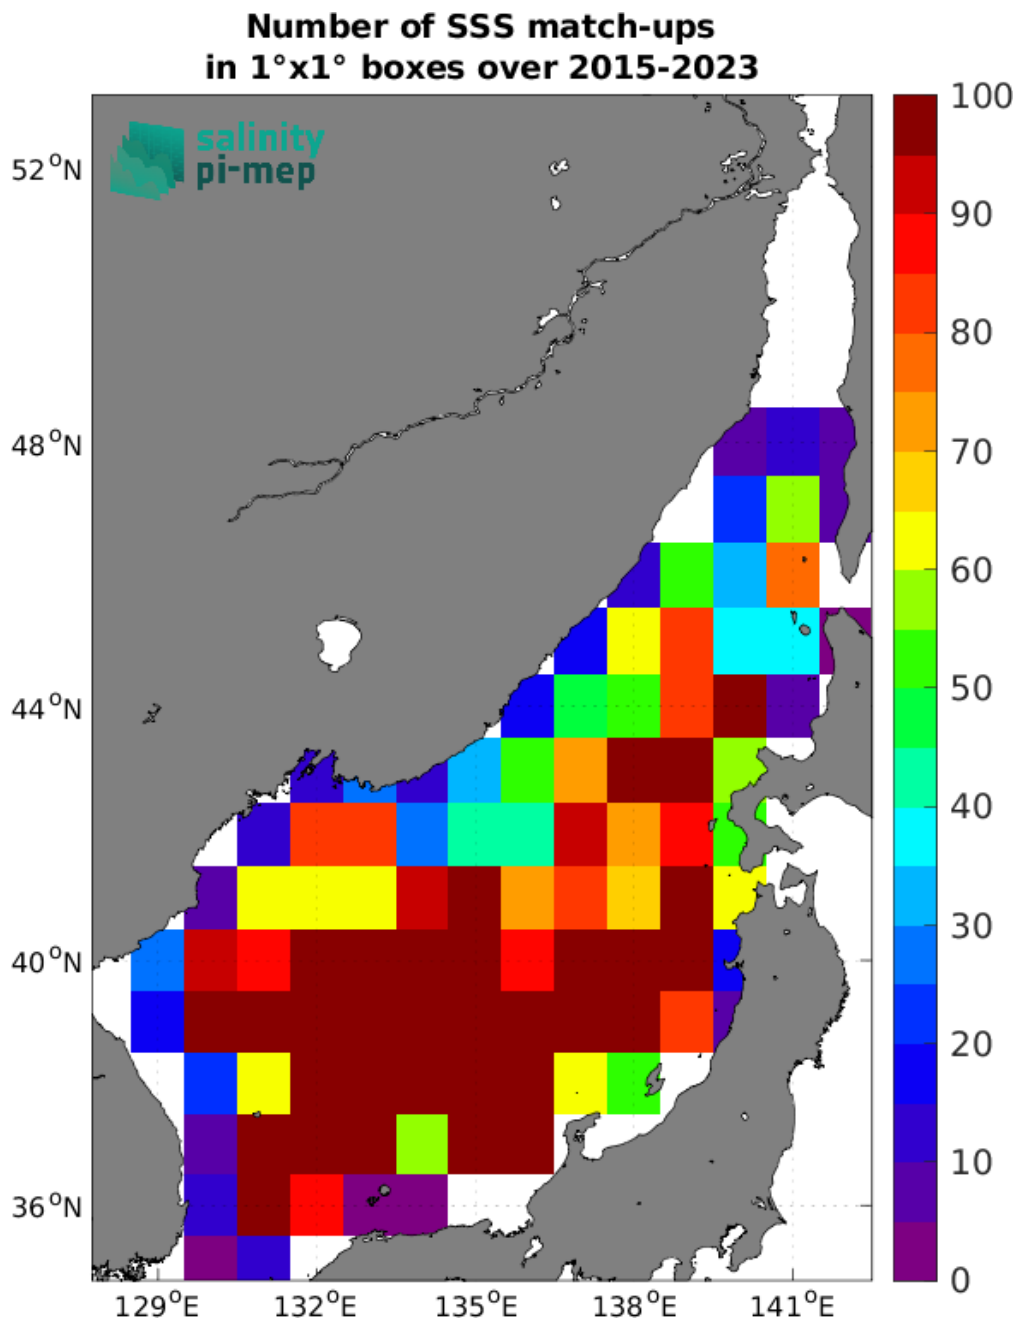 Number of SSS match-ups
in 1°x1° boxes over 2015-2023
salinity
pi-mep
52°N
48°N
44°N
40°N
36°N
129°E 132°E 135°E 138°E 141°E
100
90
80
70
60
50
40
30
20
10
0